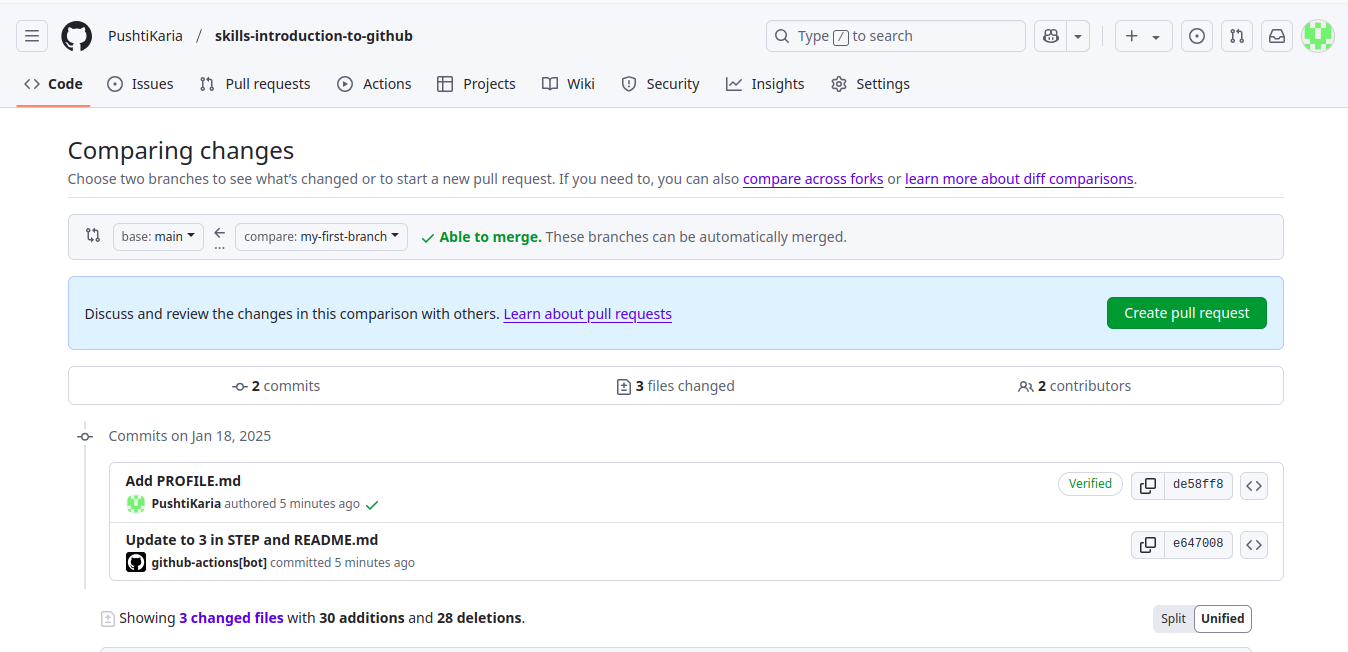 PushtiKaria / skills-introduction-to-github
Type / to search
Code Issues Pull requests Actions Projects Wiki Security Insights Settings
Comparing changes
Choose two branches to see what's changed or to start a new pull request. If you need to, you can also compare across forks or learn more about diff comparisons.
base: main ... compare: my-first-branch Able to merge. These branches can be automatically merged.
Discuss and review the changes in this comparison with others. Learn about pull requests Create pull request
2 commits 3 files changed 2 contributors
Commits on Jan 18, 2025
Add PROFILE.md
PushtiKaria authored 5 minutes ago
Verified de58ff8
Update to 3 in STEP and README.md
github-actions[bot] committed 5 minutes ago
e647008
Showing 3 changed files with 30 additions and 28 deletions. Split Unified